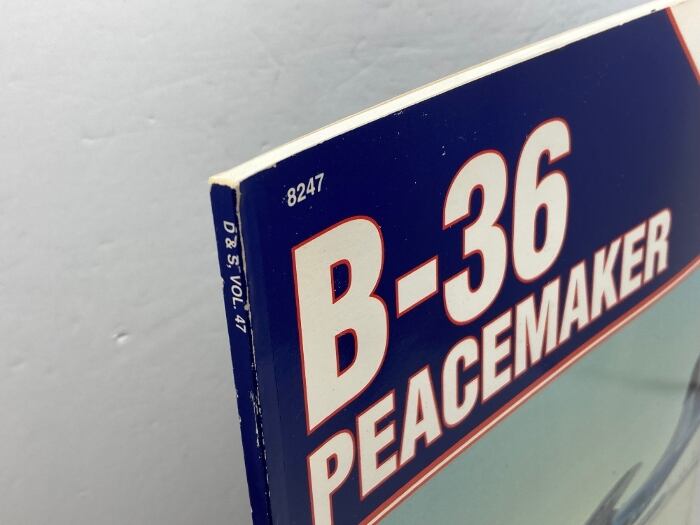 8247
B-36
PEACEMAKER
D & S, VOL. 47